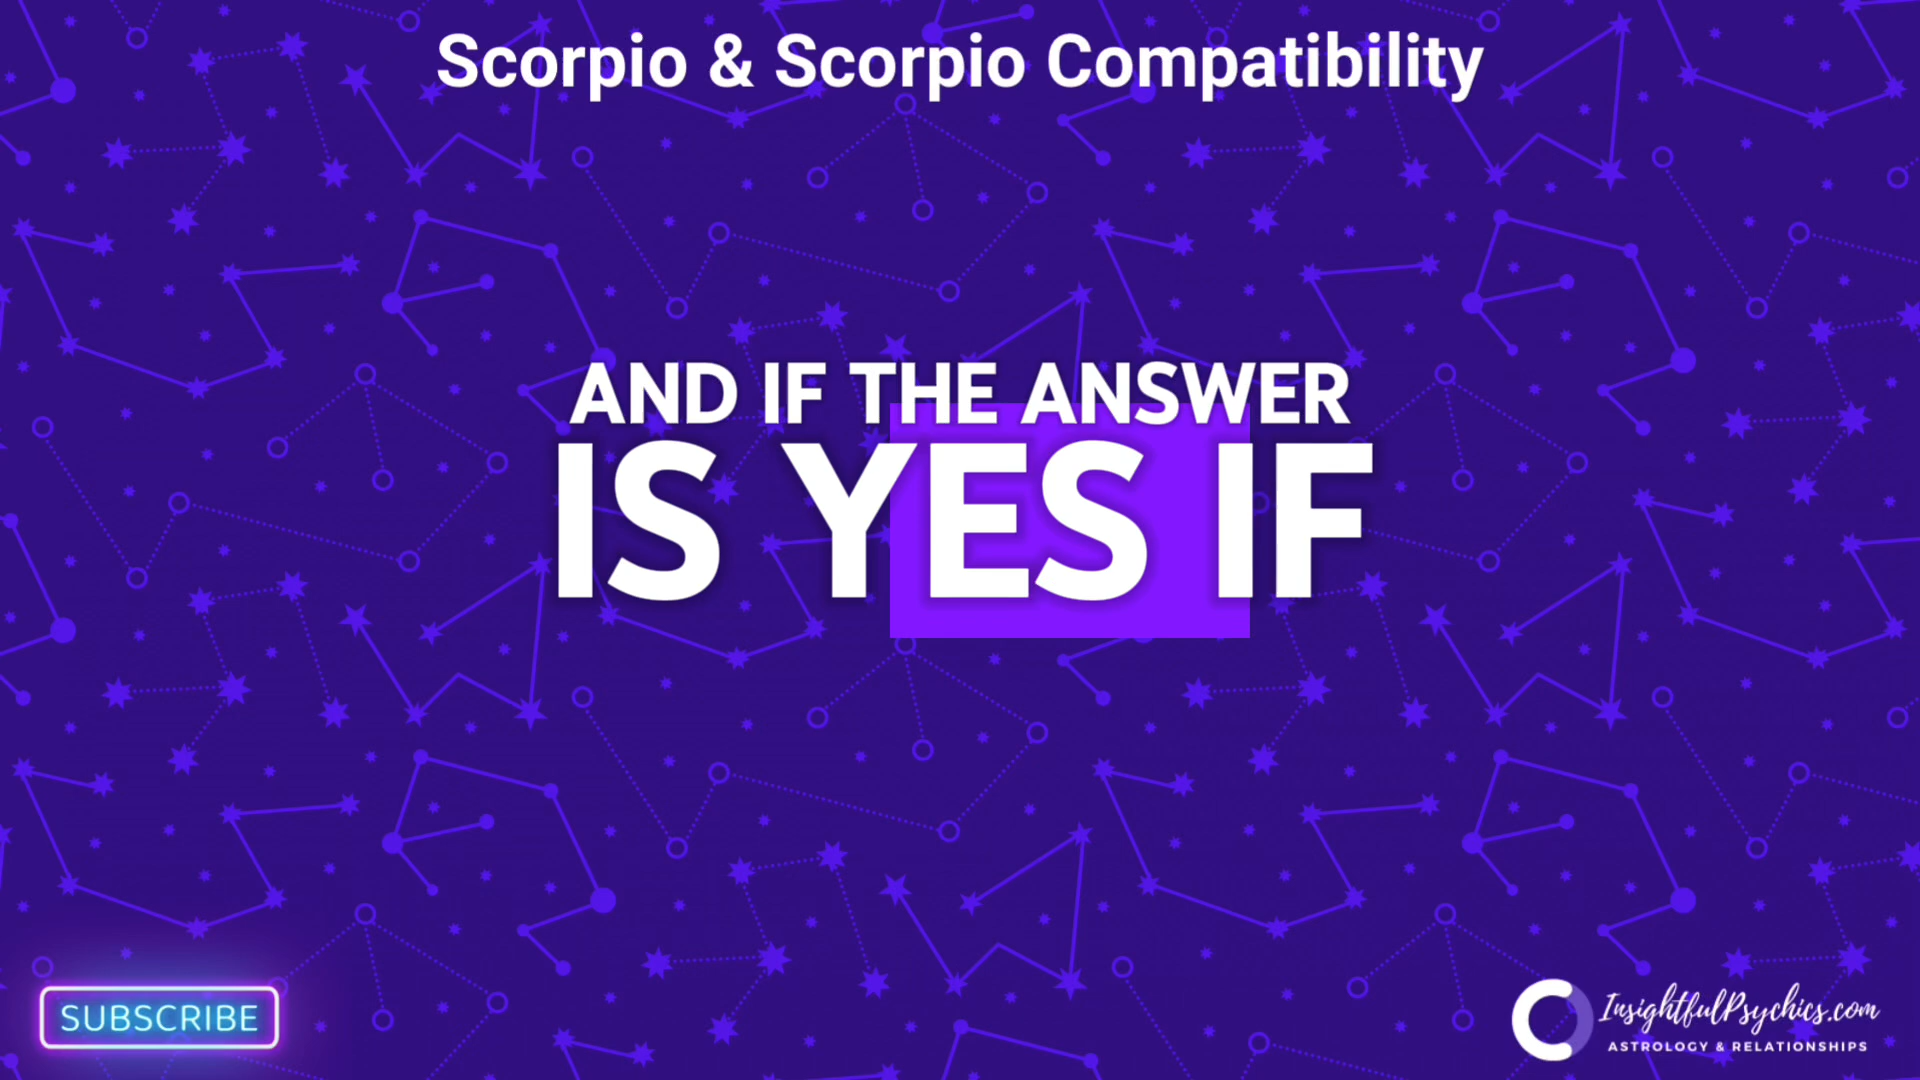 Scorpio & Scorpio Compatibility
AND IF THE ANSWER
IS YES IF
SUBSCRIBE
InsightfulPsychics.com
ASTROLOGY & RELATIONSHIPS